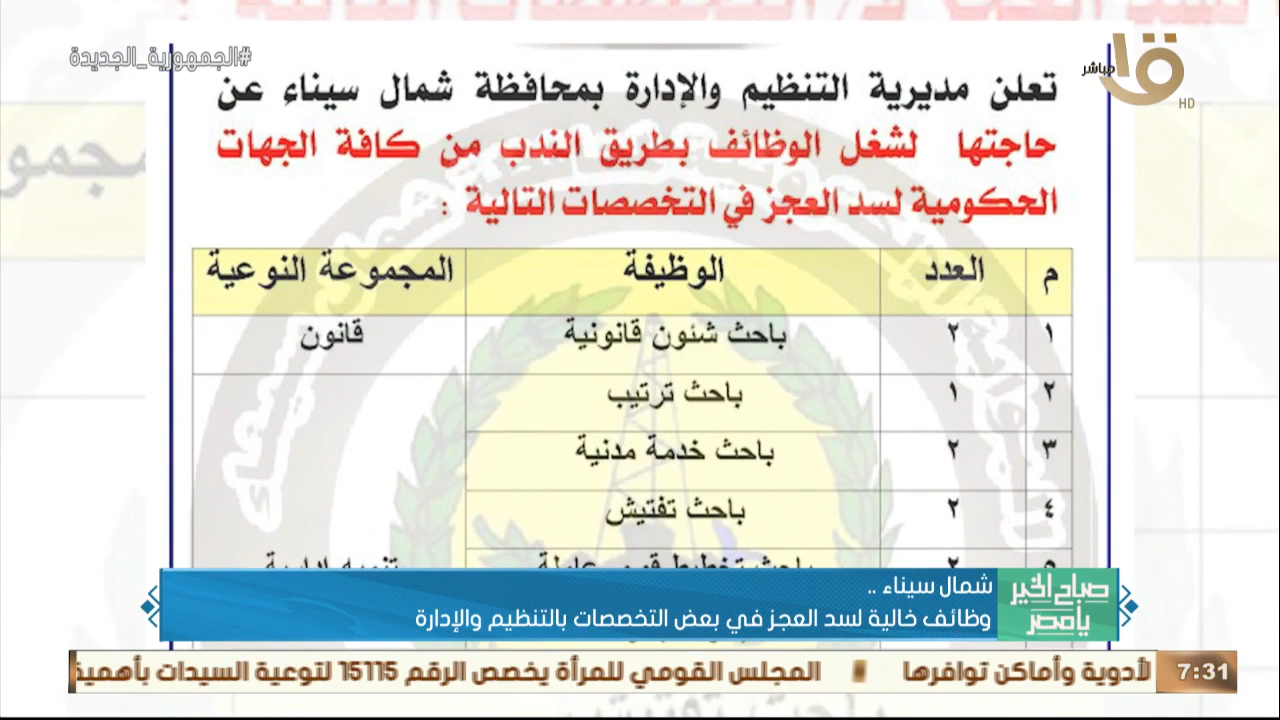 #الجمهورية_الجديدة
مباشر
HD
تعلن مديرية التنظيم والإدارة بمحافظة شمال سيناء عن
حاجتها لشغل الوظائف بطريق الندب من كافة الجهات
الحكومية لسد العجز في التخصصات التالية :
م العدد الوظيفة المجموعة النوعية
١ ٢ باحث شئون قانونية قانون
٢ ١ باحث ترتيب
٣ ٢ باحث خدمة مدنية
٤ ٢ باحث تفتيش
صباح الخير
يا مصر
شمال سيناء ..
وظائف خالية لسد العجز في بعض التخصصات بالتنظيم والإدارة
7:31
لأدوية وأماكن توافرها المجلس القومي للمرأة يخصص الرقم 15115 لتوعية السيدات